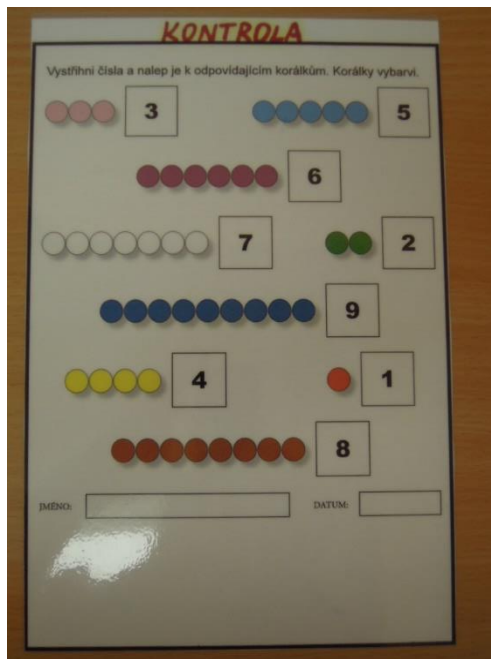 KONTROLA
Vystřihni čísla a nalep je k odpovídajícím korálkům. Korálky vybarvi.
3 5
6
7 2
9
4 1
8
JMÉNO: DATUM: